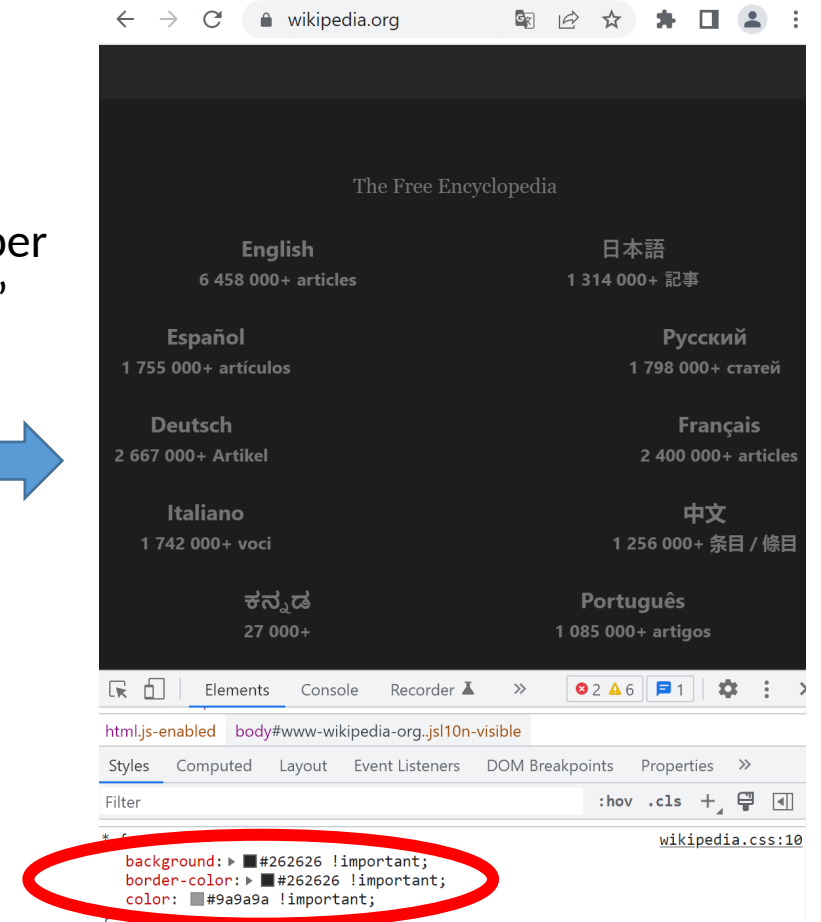 wikipedia.org
The Free Encyclopedia
English
6 458 000+ articles
日本語
1 314 000+ 記事
Español
1 755 000+ artículos
Русский
1 798 000+ статей
Deutsch
2 667 000+ Artikel
Français
2 400 000+ articles
Italiano
1 742 000+ voci
中文
1 256 000+ 条目 / 條目
ಕನ್ನಡ
27 000+
Português
1 085 000+ artigos
Elements Console Recorder » 2 6 1
html.js-enabled body#www-wikipedia-org..jsl10n-visible
Styles Computed Layout Event Listeners DOM Breakpoints Properties »
Filter :hov .cls +
wikipedia.css:10
background: #262626 !important;
border-color: #262626 !important;
color: #9a9a9a !important;